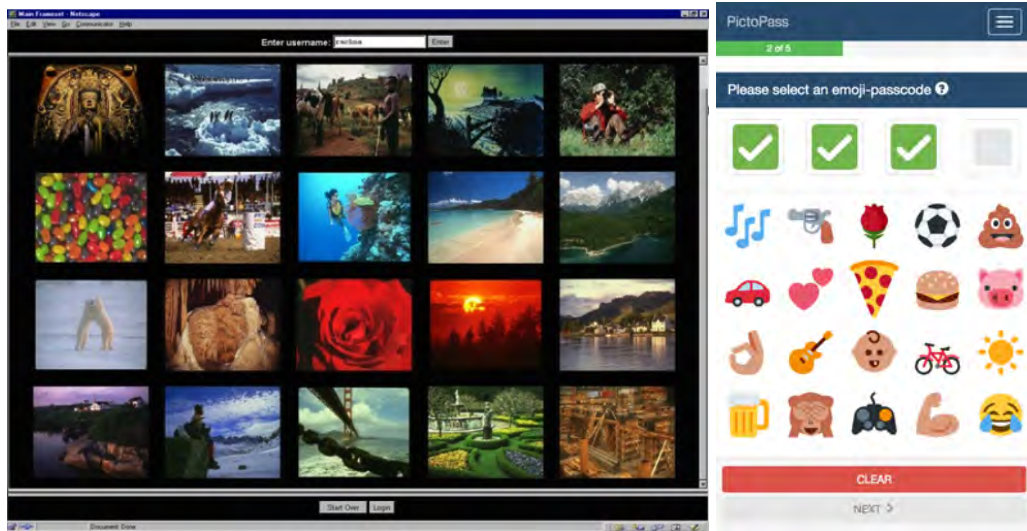 Main Framset - Netscape
File Edit View Go Communicator Help
Enter username:
Enter
Start Over Login
Document Done
PictoPass
2 of 5
Please select an emoji-passcode ?
CLEAR
NEXT >